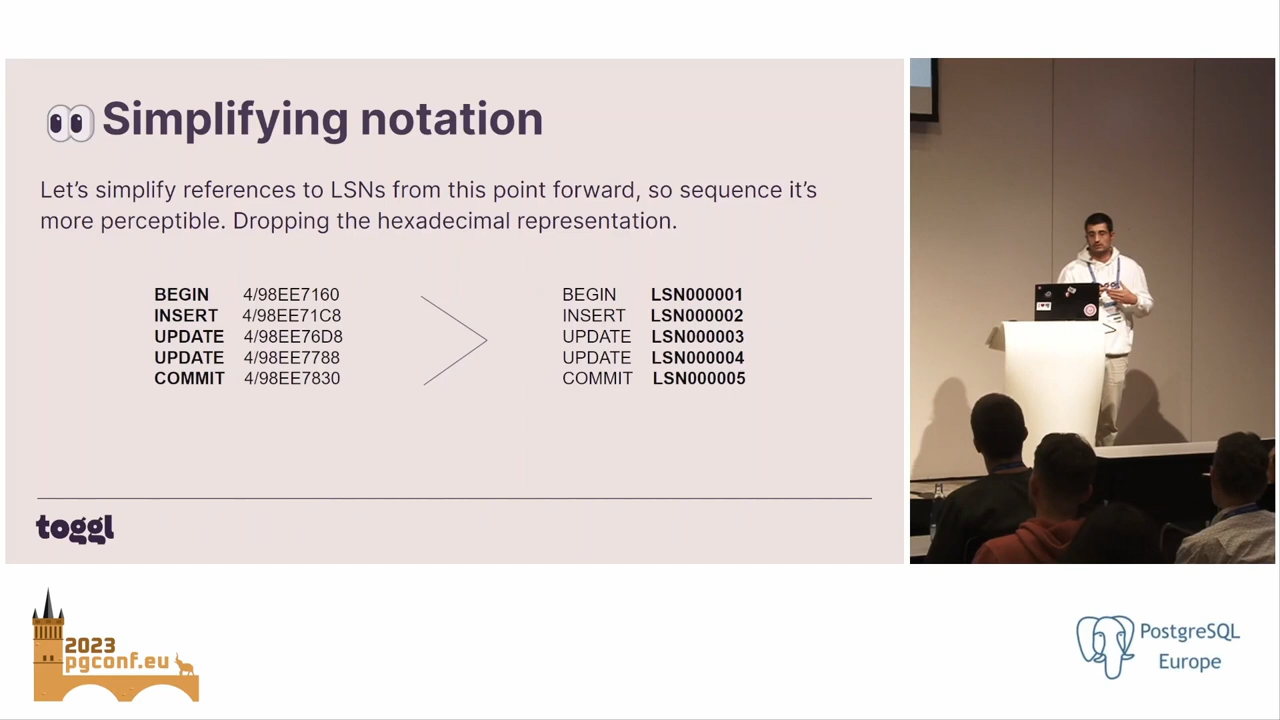 Simplifying notation
Let’s simplify references to LSNs from this point forward, so sequence it’s
more perceptible. Dropping the hexadecimal representation.
BEGIN 4/98EE7160
INSERT 4/98EE71C8
UPDATE 4/98EE76D8
UPDATE 4/98EE7788
COMMIT 4/98EE7830
BEGIN LSN000001
INSERT LSN000002
UPDATE LSN000003
UPDATE LSN000004
COMMIT LSN000005
toggl
2023
pgconf.eu
PostgreSQL
Europe